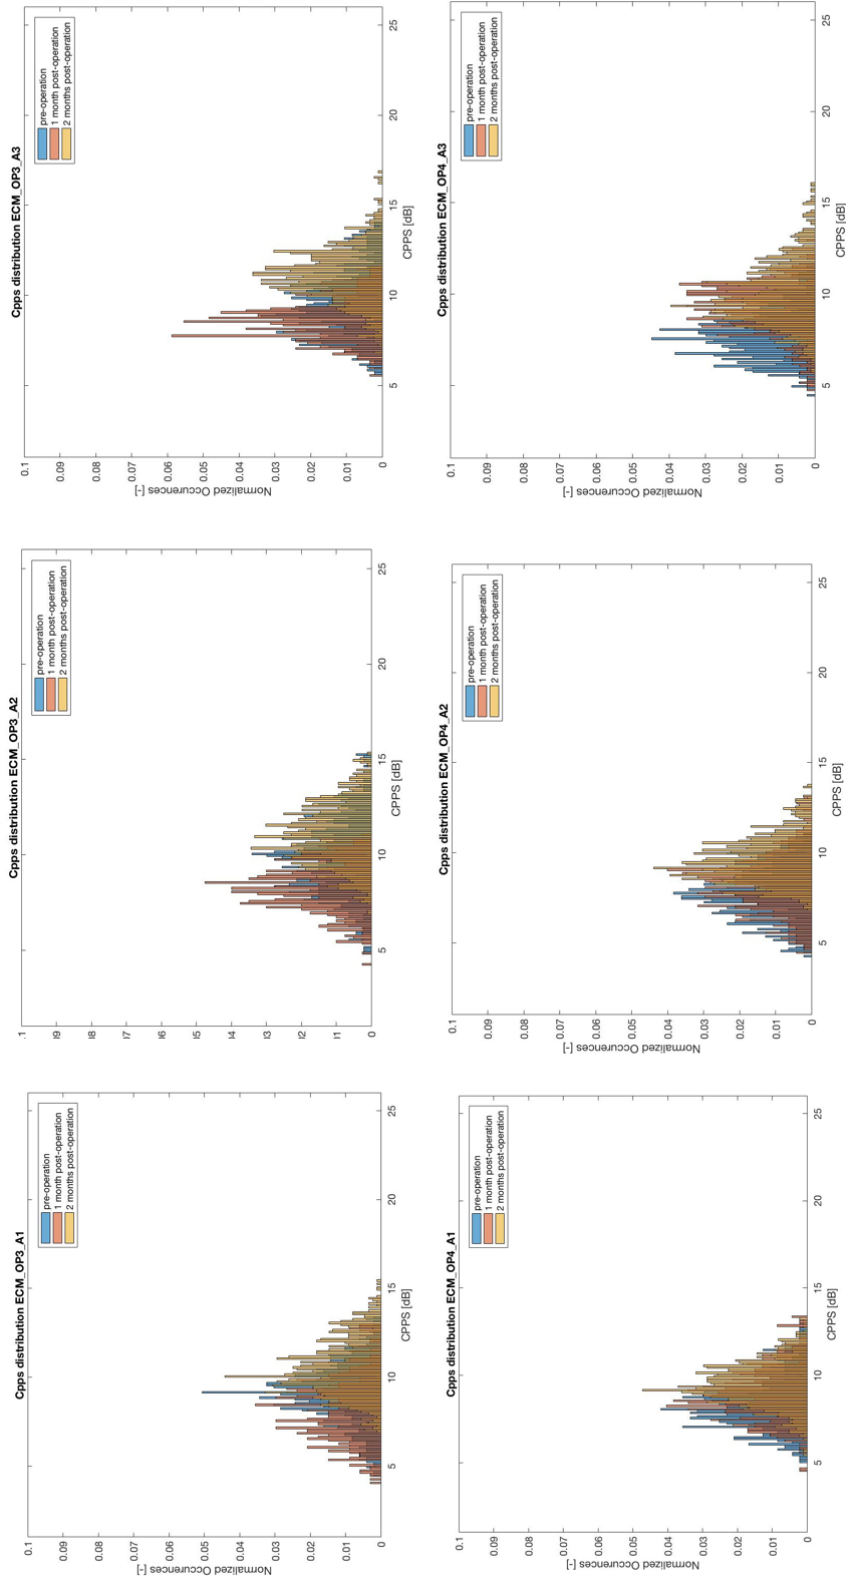 Cpps distribution ECM_OP3_A3
pre-operation
1 month post-operation
2 months post-operation
Normalized Occurences [-]
0.1
0.09
0.08
0.07
0.06
0.05
0.04
0.03
0.02
0.01
0
5
10
15
20
25
CPPS [dB]
Cpps distribution ECM_OP4_A3
pre-operation
1 month post-operation
2 months post-operation
Normalized Occurences [-]
0.1
0.09
0.08
0.07
0.06
0.05
0.04
0.03
0.02
0.01
0
5
10
15
20
25
CPPS [dB]
Cpps distribution ECM_OP3_A2
pre-operation
1 month post-operation
2 months post-operation
0
5
10
15
20
25
CPPS [dB]
Cpps distribution ECM_OP4_A2
pre-operation
1 month post-operation
2 months post-operation
Normalized Occurences [-]
0.1
0.09
0.08
0.07
0.06
0.05
0.04
0.03
0.02
0.01
0
5
10
15
20
25
CPPS [dB]
Cpps distribution ECM_OP3_A1
pre-operation
1 month post-operation
2 months post-operation
Normalized Occurences [-]
0.1
0.09
0.08
0.07
0.06
0.05
0.04
0.03
0.02
0.01
0
5
10
15
20
25
CPPS [dB]
Cpps distribution ECM_OP4_A1
pre-operation
1 month post-operation
2 months post-operation
Normalized Occurences [-]
0.1
0.09
0.08
0.07
0.06
0.05
0.04
0.03
0.02
0.01
0
5
10
15
20
25
CPPS [dB]